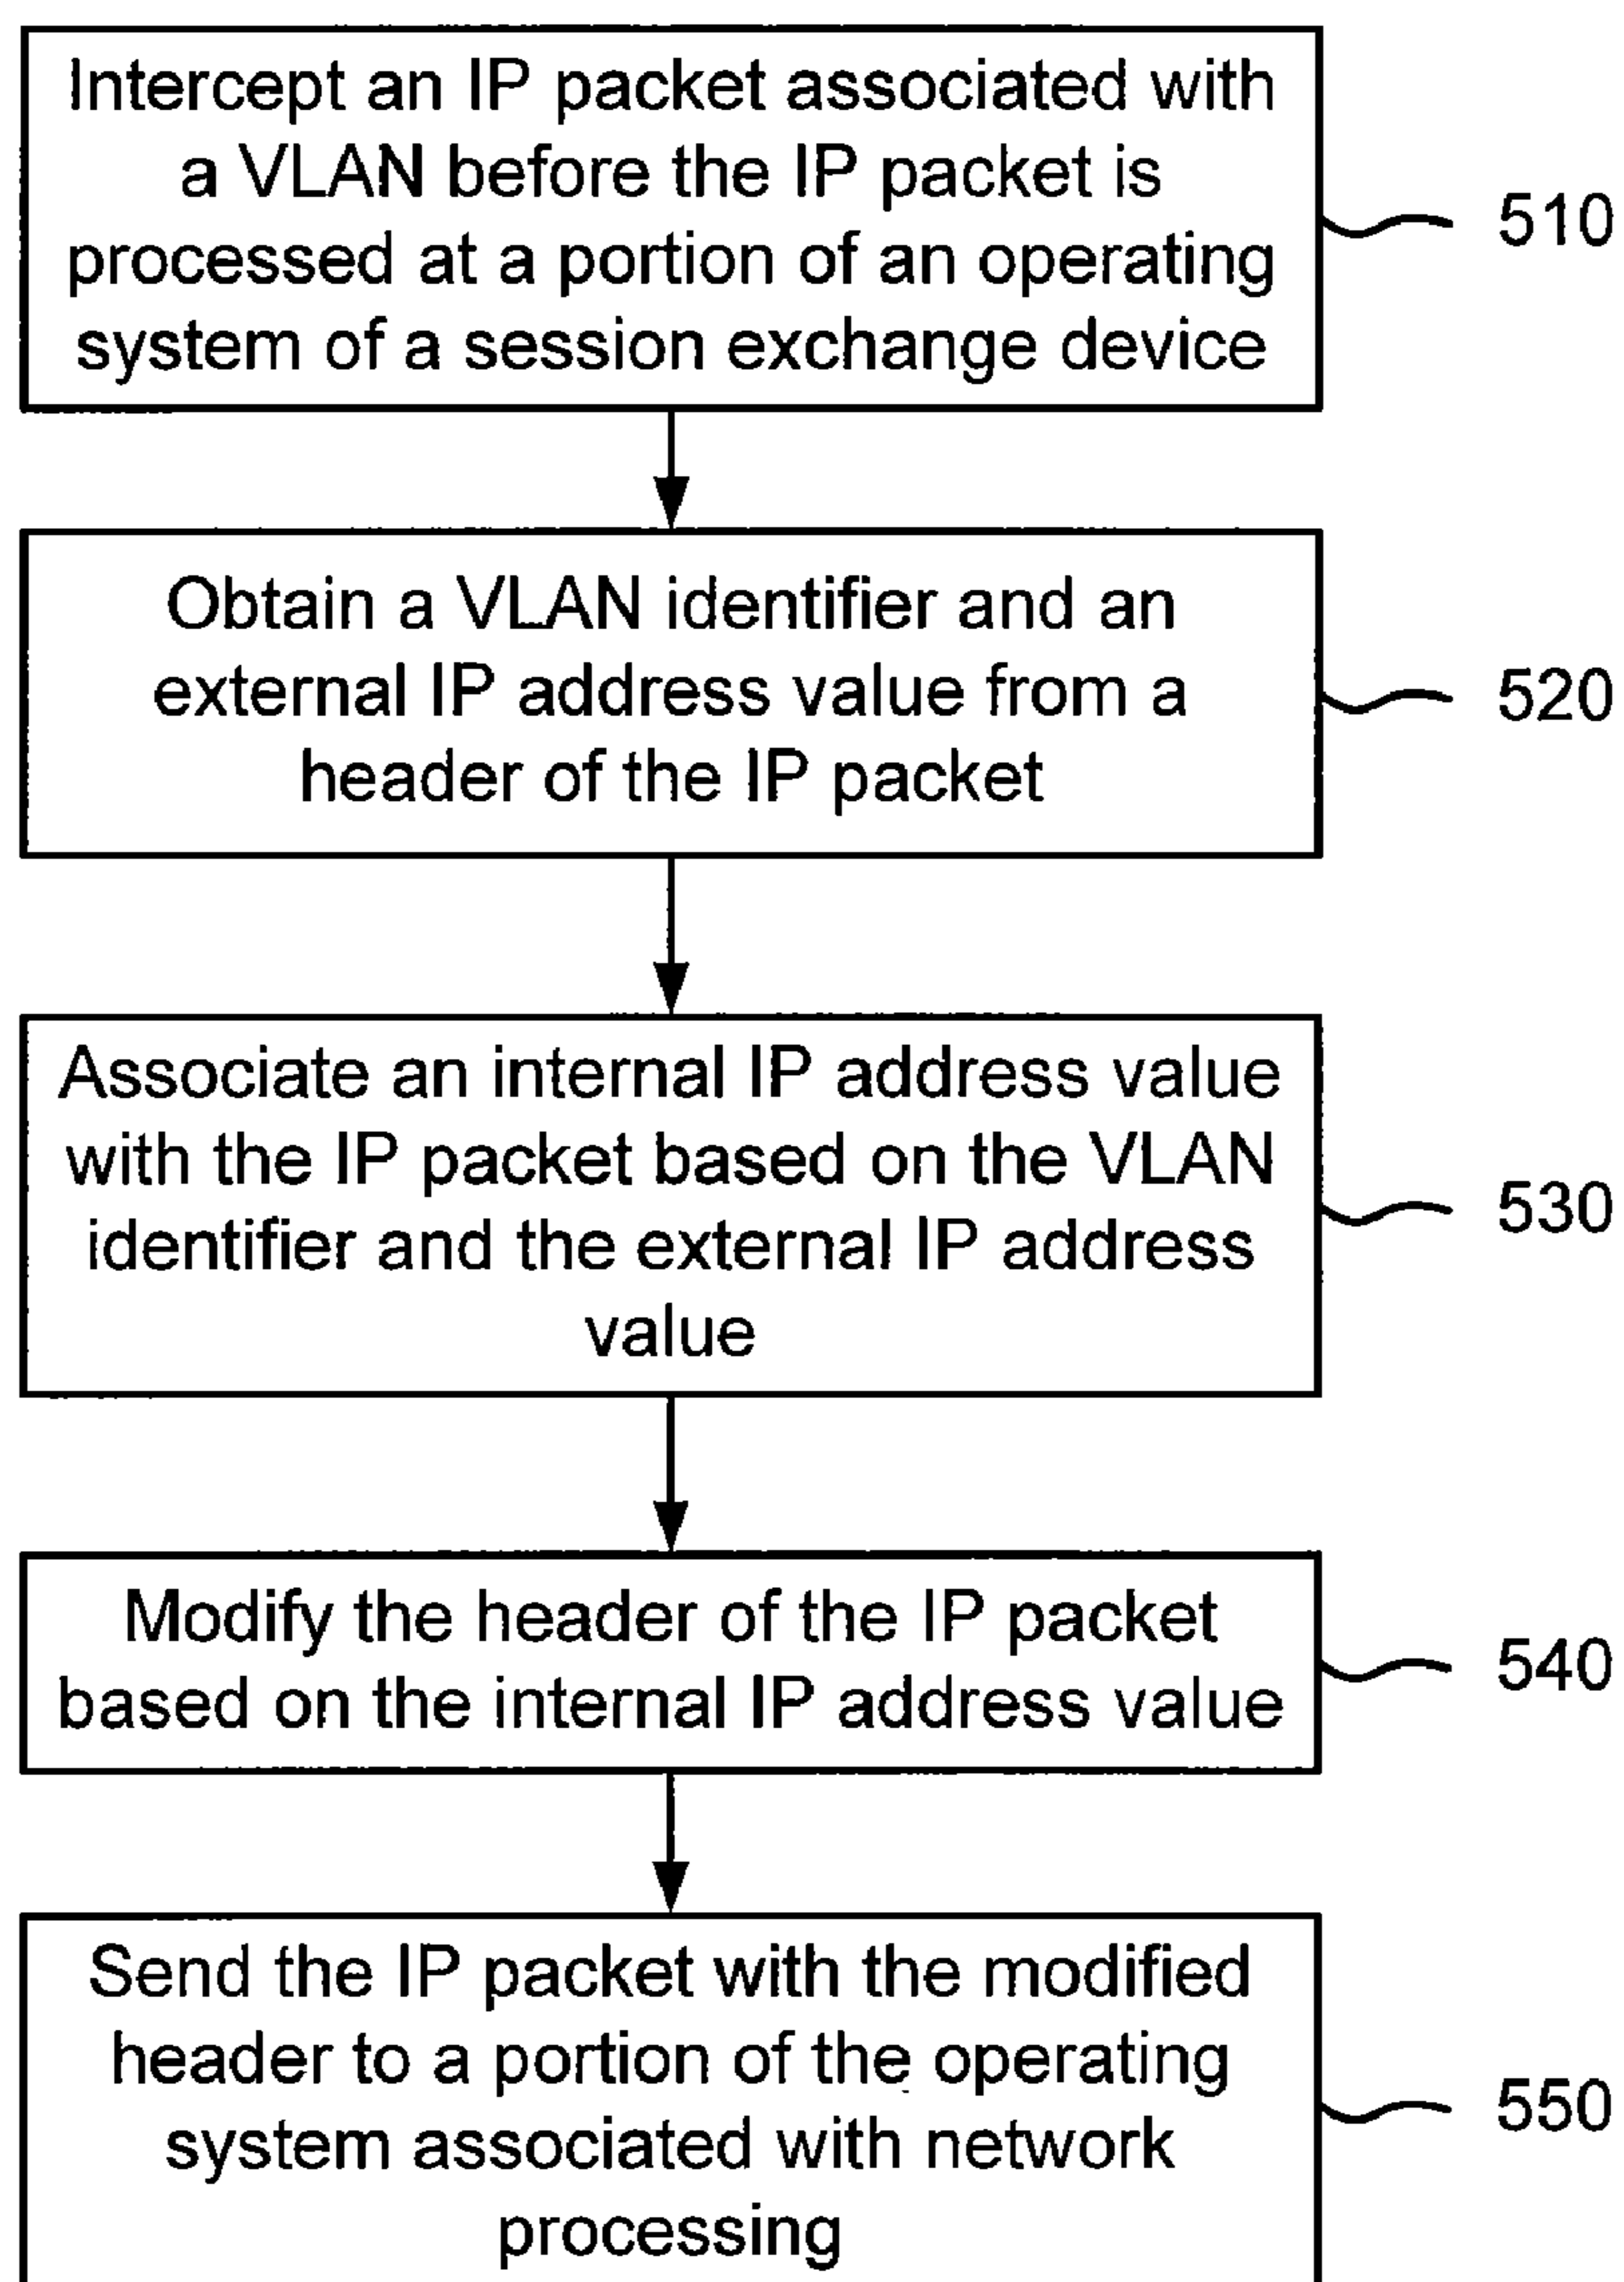 Intercept an IP packet associated with
a VLAN before the IP packet is
processed at a portion of an operating
system of a session exchange device
510
Obtain a VLAN identifier and an
external IP address value from a
header of the IP packet
520
Associate an internal IP address value
with the IP packet based on the VLAN
identifier and the external IP address
value
530
Modify the header of the IP packet
based on the internal IP address value
540
Send the IP packet with the modified
header to a portion of the operating
system associated with network
processing
550